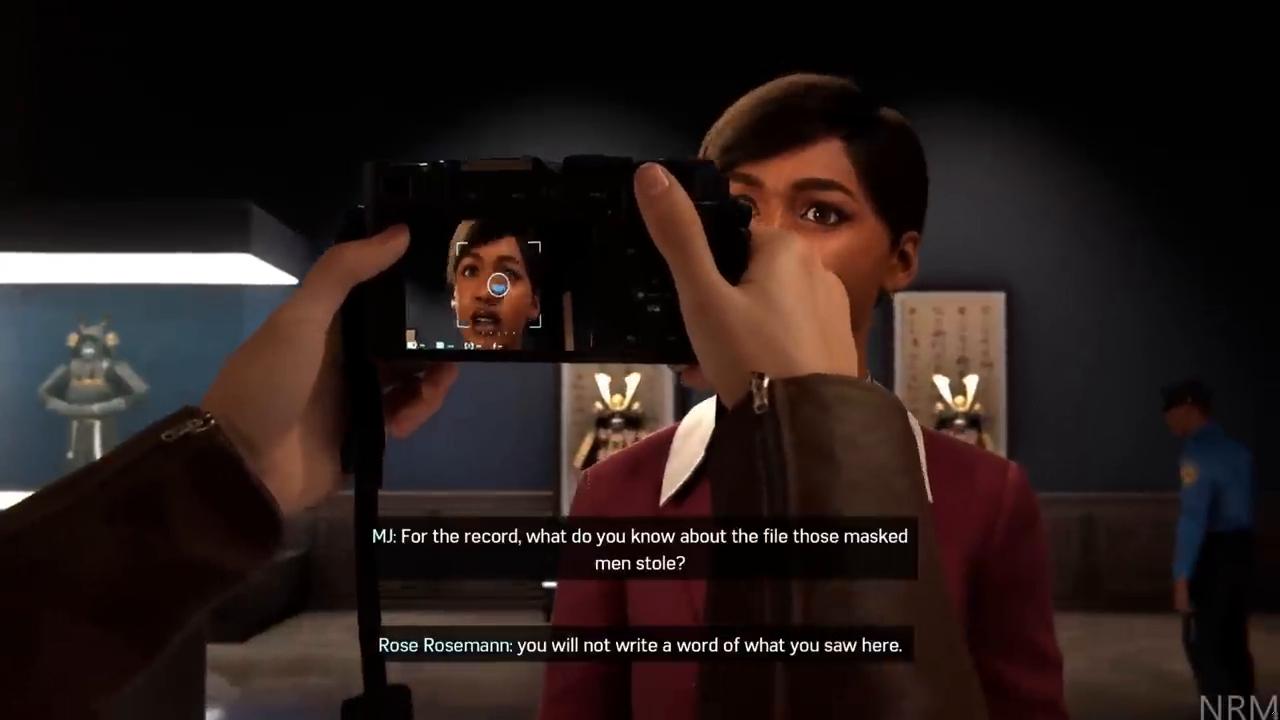 MJ: For the record, what do you know about the file those masked
men stole?
Rose Rosemann: you will not write a word of what you saw here.
NRM